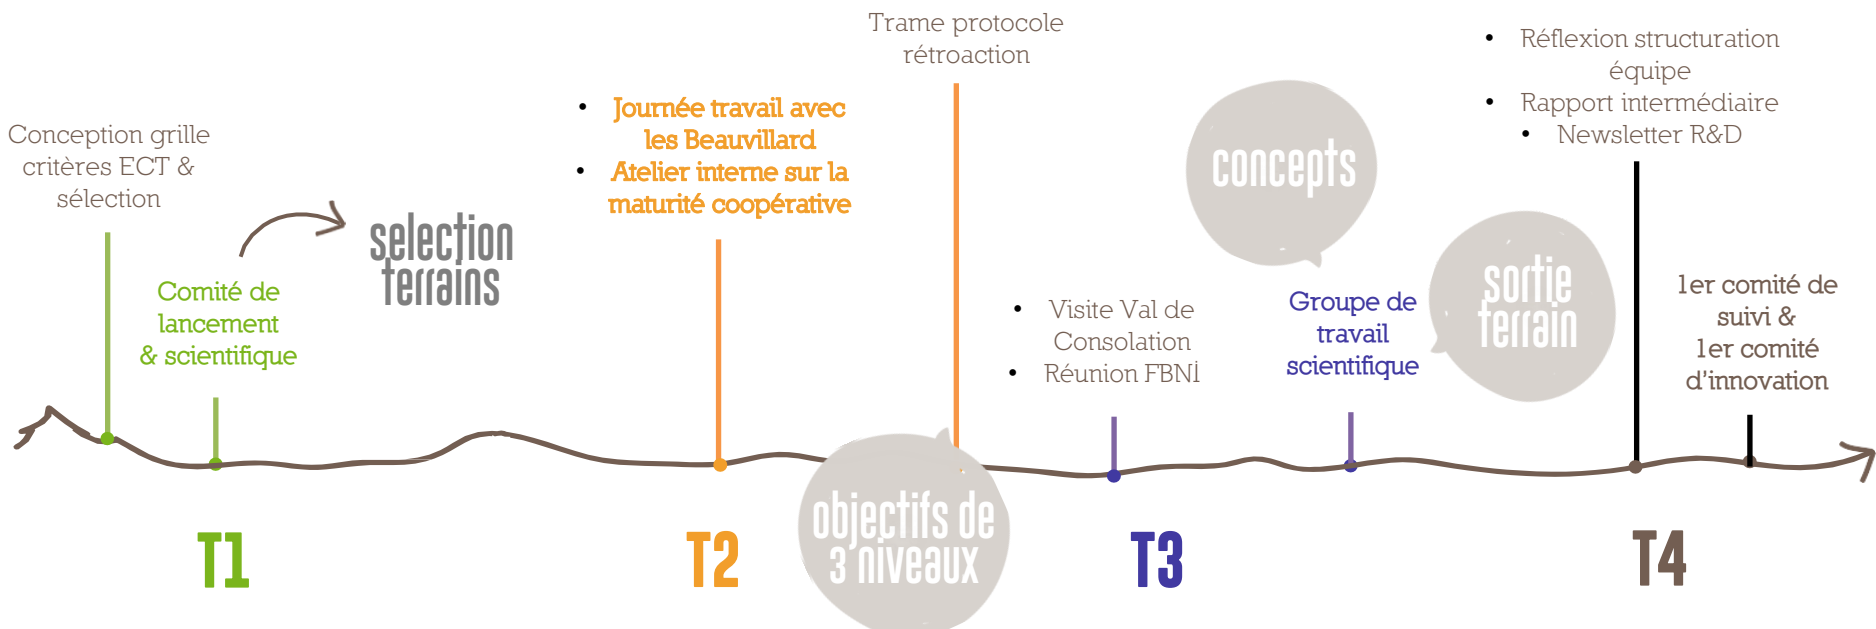 Conception grille
critères ECT &
sélection
Comité de
lancement
& scientifique
selection
terrains
• Journée travail avec
les Beauvillard
• Atelier interne sur la
maturité coopérative
Trame protocole
rétroaction
objectifs de
3 niveaux
• Visite Val de
Consolation
• Réunion FBNİ
concepts
Groupe de
travail
scientifique
sortie
terrain
• Réflexion structuration
équipe
• Rapport intermédiaire
• Newsletter R&D
1er comité de
suivi &
1er comité
d'innovation
T1
T2
T3
T4